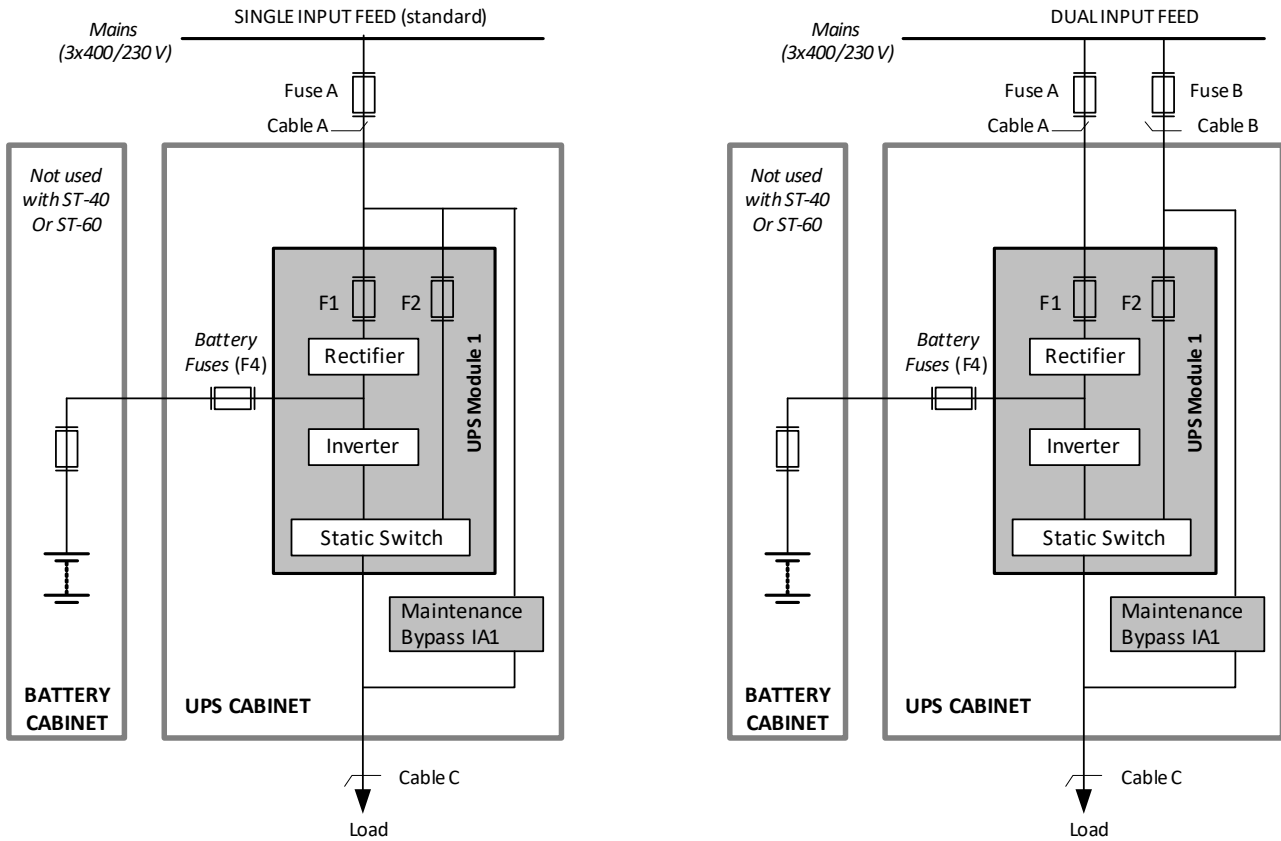 SINGLE INPUT FEED (standard)
Mains
(3x400/230 V)
Fuse A
Cable A
Not used
with ST-40
Or ST-60
F1
F2
Battery
Fuses (F4)
Rectifier
UPS Module 1
Inverter
Static Switch
Maintenance
Bypass IA1
BATTERY
CABINET
UPS CABINET
Cable C
Load
DUAL INPUT FEED
Mains
(3x400/230 V)
Fuse A
Fuse B
Cable A
Cable B
Not used
with ST-40
Or ST-60
F1
F2
Battery
Fuses (F4)
Rectifier
UPS Module 1
Inverter
Static Switch
Maintenance
Bypass IA1
BATTERY
CABINET
UPS CABINET
Cable C
Load